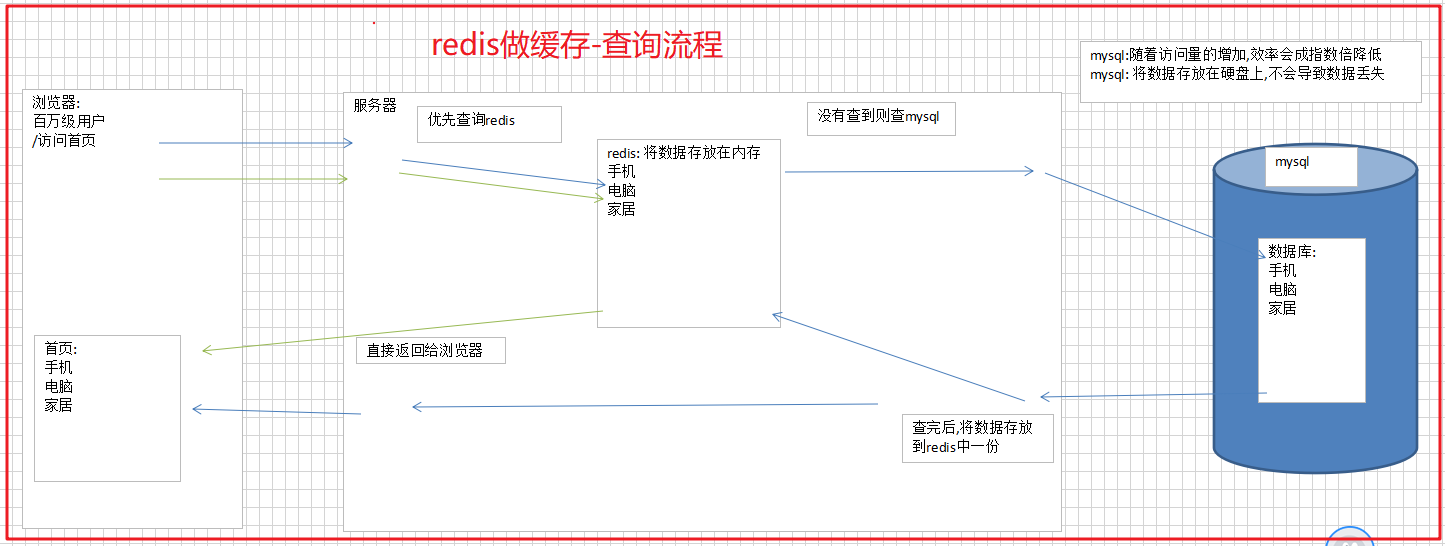 redis做缓存-查询流程
mysql:随着访问量的增加,效率会成指数倍降低
mysql: 将数据存放在硬盘上,不会导致数据丢失
浏览器:
百万级用户
/访问首页
服务器
优先查询redis
没有查到则查mysql
redis: 将数据存放在内存
手机
电脑
家居
mysql
数据库:
手机
电脑
家居
首页:
手机
电脑
家居
直接返回给浏览器
查完后,将数据存放
到redis中一份